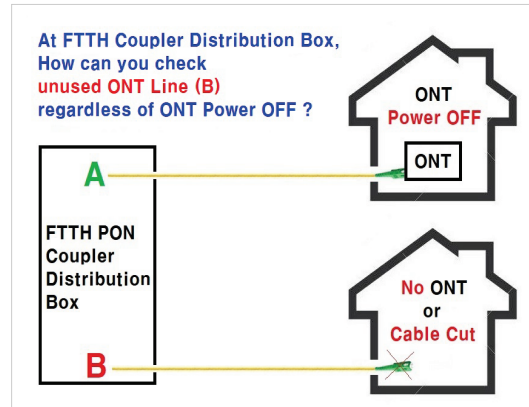 At FTTH Coupler Distribution Box,
How can you check
unused ONT Line (B)
regardless of ONT Power OFF ?
ONT
Power OFF
ONT
A
FTTH PON
Coupler
Distribution
Box
No ONT
or
Cable Cut
B